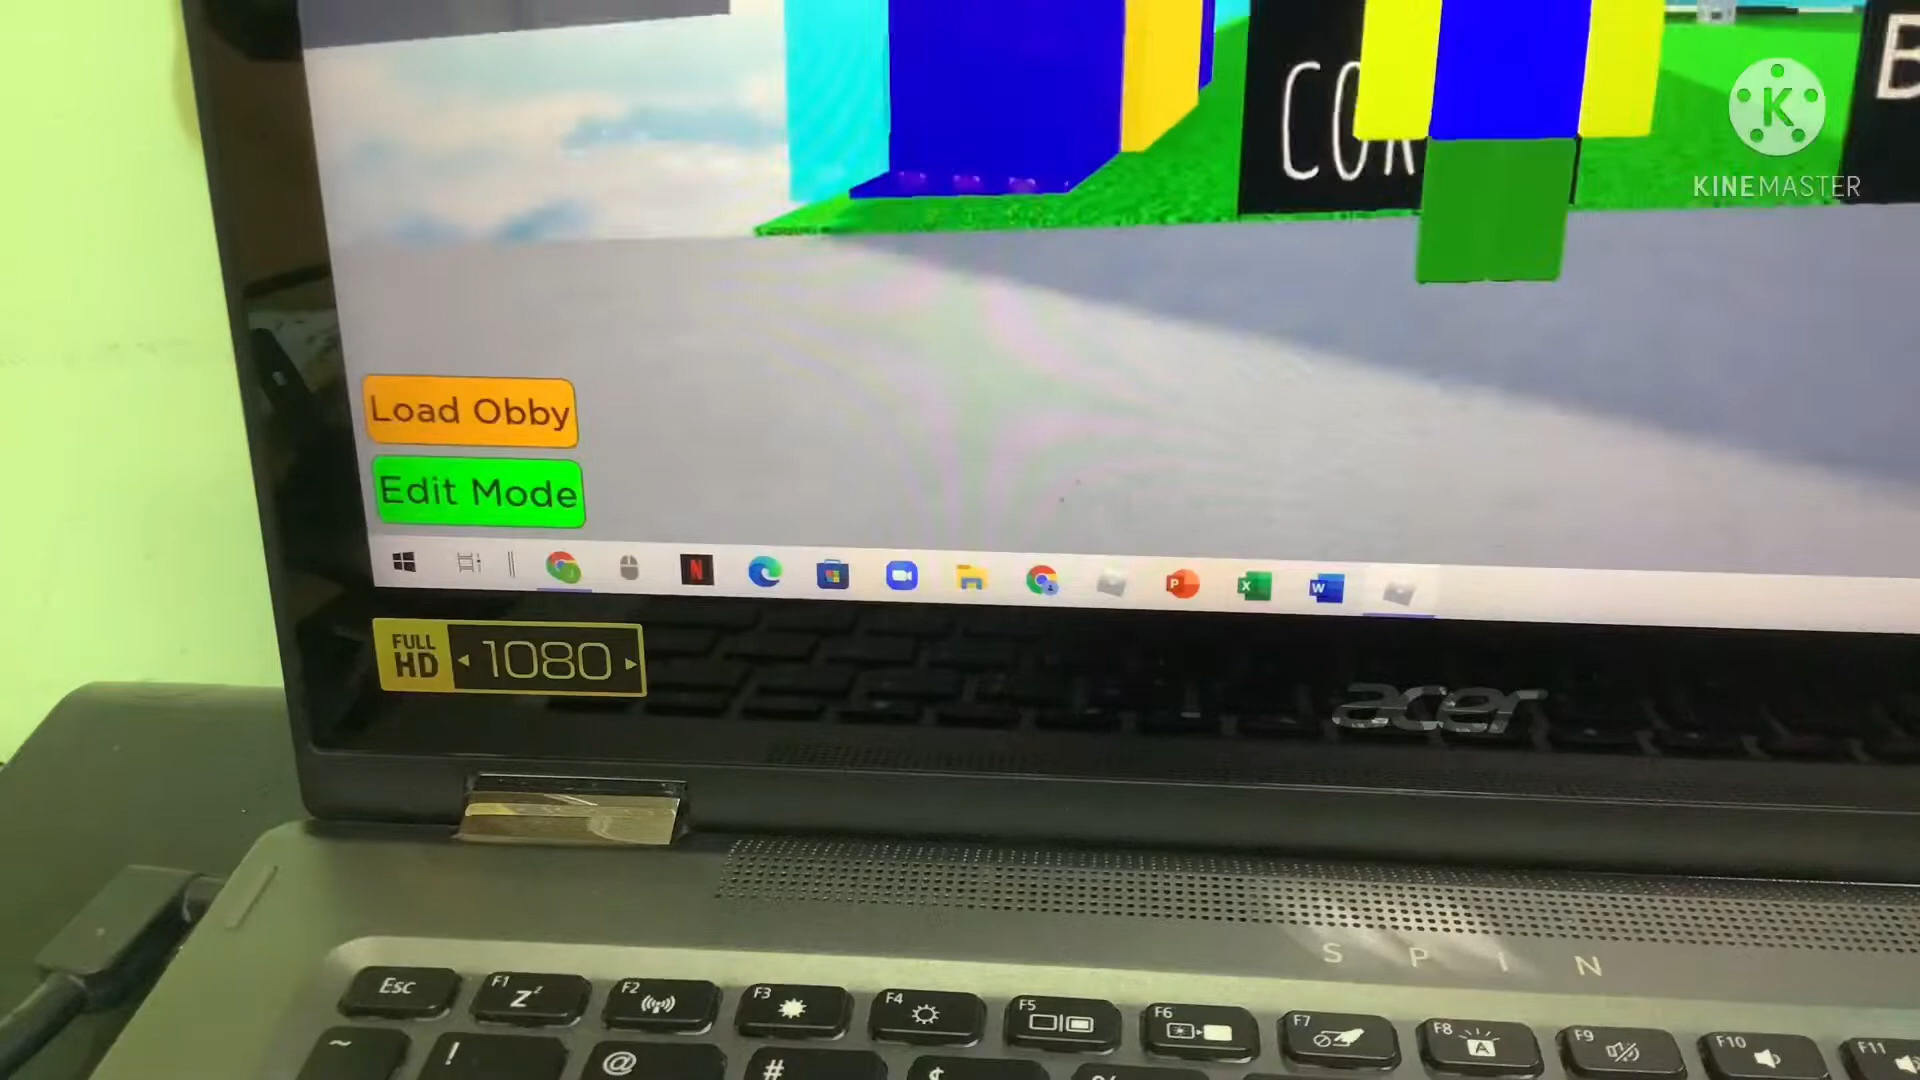 K
KINEMASTER
Load Obby
Edit Mode
N
P
X
W
FULL HD 1080
acer
SPIN
Esc
F1
Z
F2
F3
F4
F5
F6
F7
F8
A
F9
F10
F11
~
!
@
#